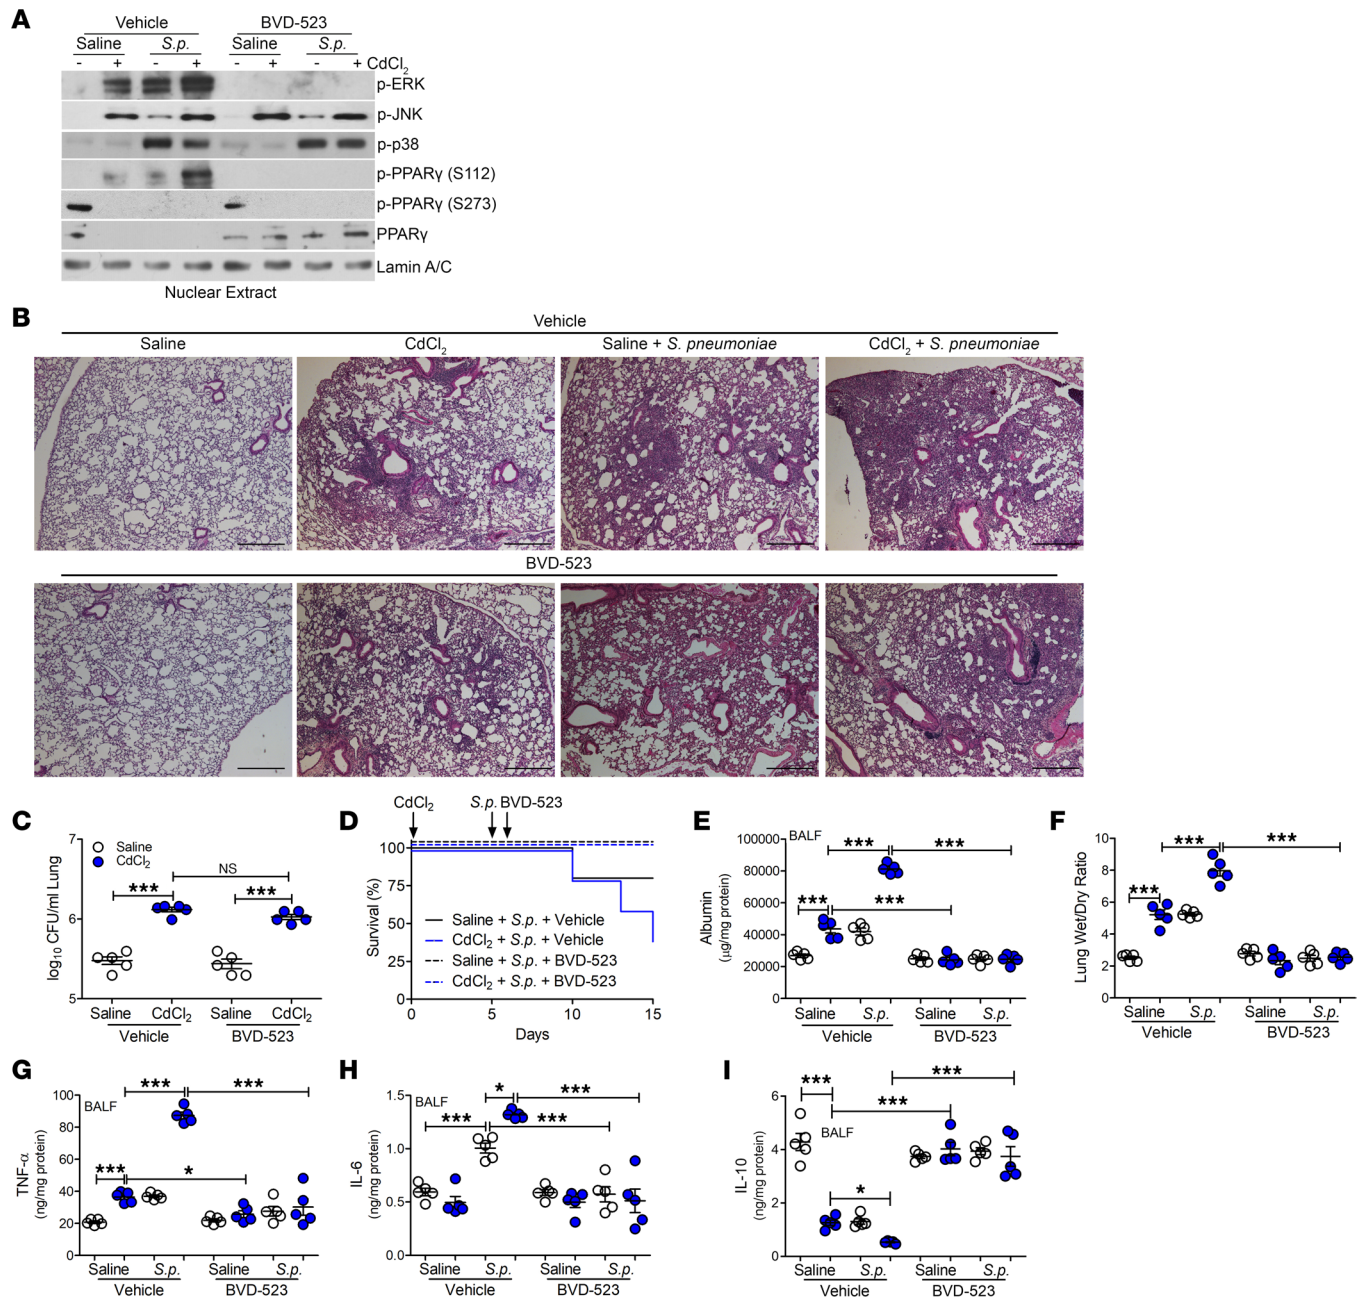 A
Vehicle BVD-523
Saline S.p. Saline S.p.
- + - + - + - + CdCl2
p-ERK
p-JNK
p-p38
p-PPARγ (S112)
p-PPARγ (S273)
PPARγ
Lamin A/C
Nuclear Extract
B
Vehicle
Saline CdCl2 Saline + S. pneumoniae CdCl2 + S. pneumoniae
BVD-523
C
7
6
5
log10 CFU/ml Lung
Saline
CdCl2
*** NS ***
Saline CdCl2 Saline CdCl2
Vehicle BVD-523
D
CdCl2 S.p. BVD-523
100
75
50
25
0
Survival (%)
Saline + S.p. + Vehicle
CdCl2 + S.p. + Vehicle
Saline + S.p. + BVD-523
CdCl2 + S.p. + BVD-523
0 5 10 15
Days
E
100000
80000
60000
40000
20000
0
Albumin
(µg/mg protein)
BALF
*** ***
*** ***
Saline S.p. Saline S.p.
Vehicle BVD-523
F
10
8
6
4
2
0
Lung Wet/Dry Ratio
*** ***
***
Saline S.p. Saline S.p.
Vehicle BVD-523
G
100
80
60
40
20
0
TNF-α
(ng/mg protein)
BALF
*** ***
*** *
Saline S.p. Saline S.p.
Vehicle BVD-523
H
1.5
1.0
0.5
0.0
IL-6
(ng/mg protein)
BALF
* ***
*** ***
Saline S.p. Saline S.p.
Vehicle BVD-523
I
6
4
2
0
IL-10
(ng/mg protein)
BALF
*** ***
***
*
Saline S.p. Saline S.p.
Vehicle BVD-523